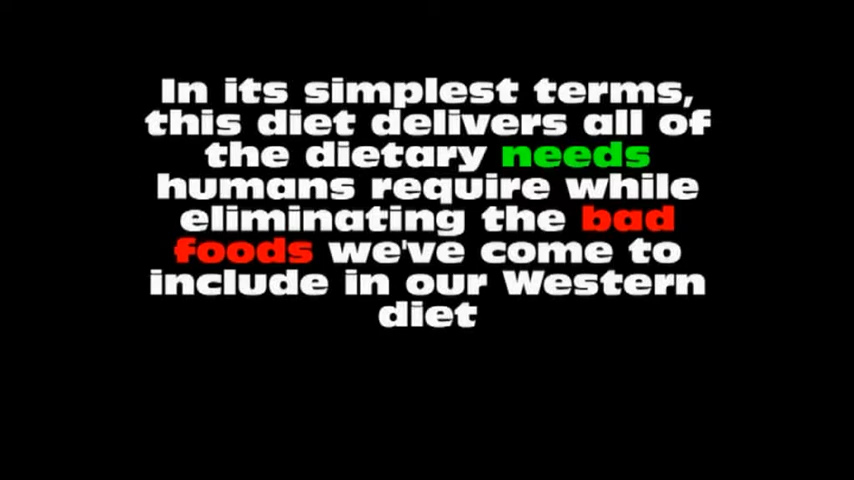 In its simplest terms,
this diet delivers all of
the dietary needs
humans require while
eliminating the bad
foods we've come to
include in our Western
diet